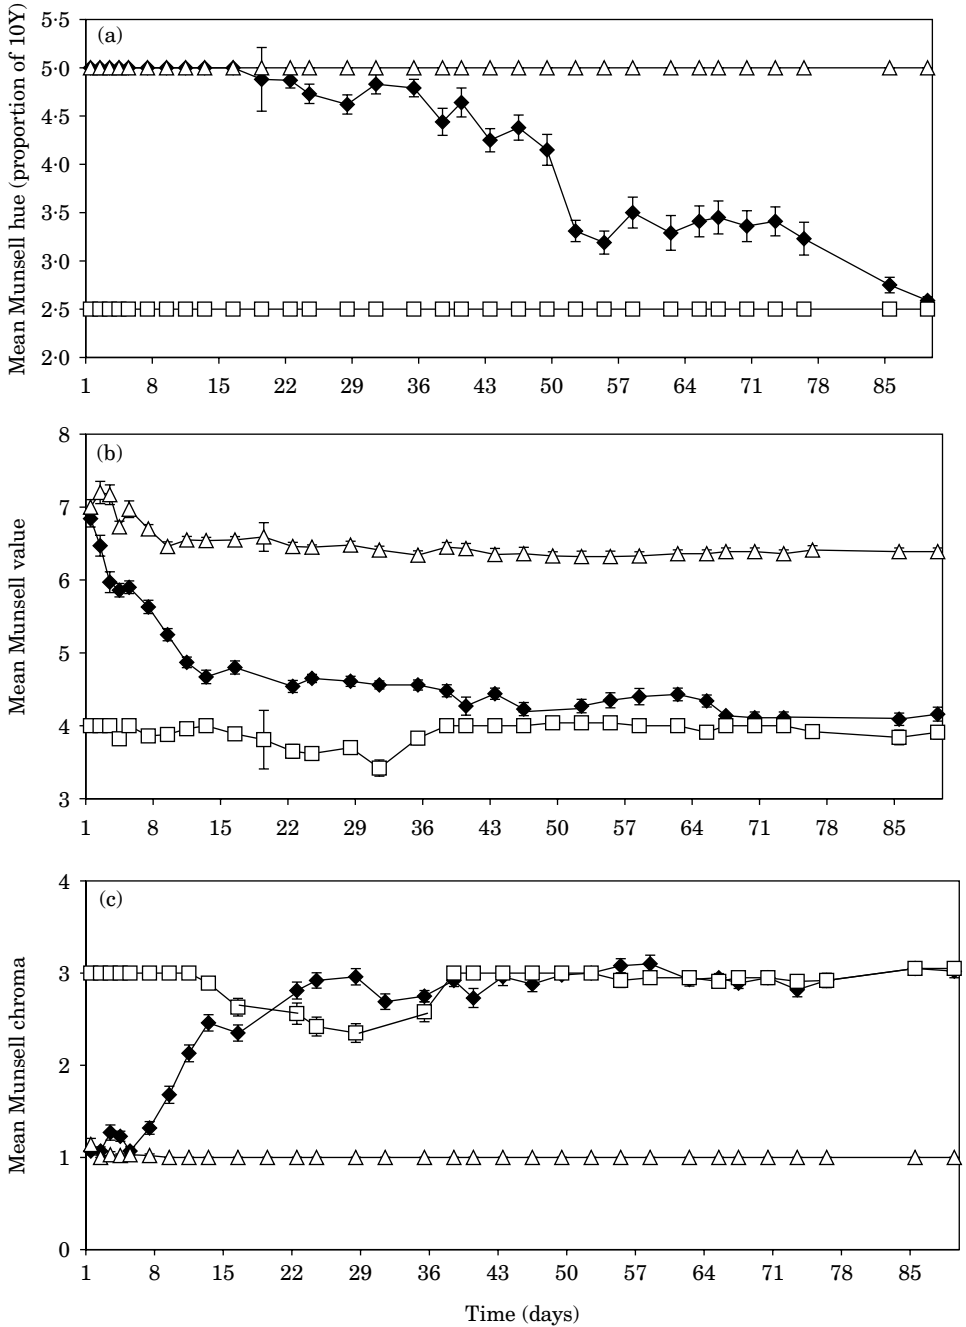 Mean Munsell hue (proportion of 10Y)
(a)
5·5
5·0
4·5
4·0
3·5
3·0
2·5
2·0
1 8 15 22 29 36 43 50 57 64 71 78 85
Mean Munsell value
(b)
8
7
6
5
4
3
1 8 15 22 29 36 43 50 57 64 71 78 85
Mean Munsell chroma
(c)
4
3
2
1
0
1 8 15 22 29 36 43 50 57 64 71 78 85
Time (days)